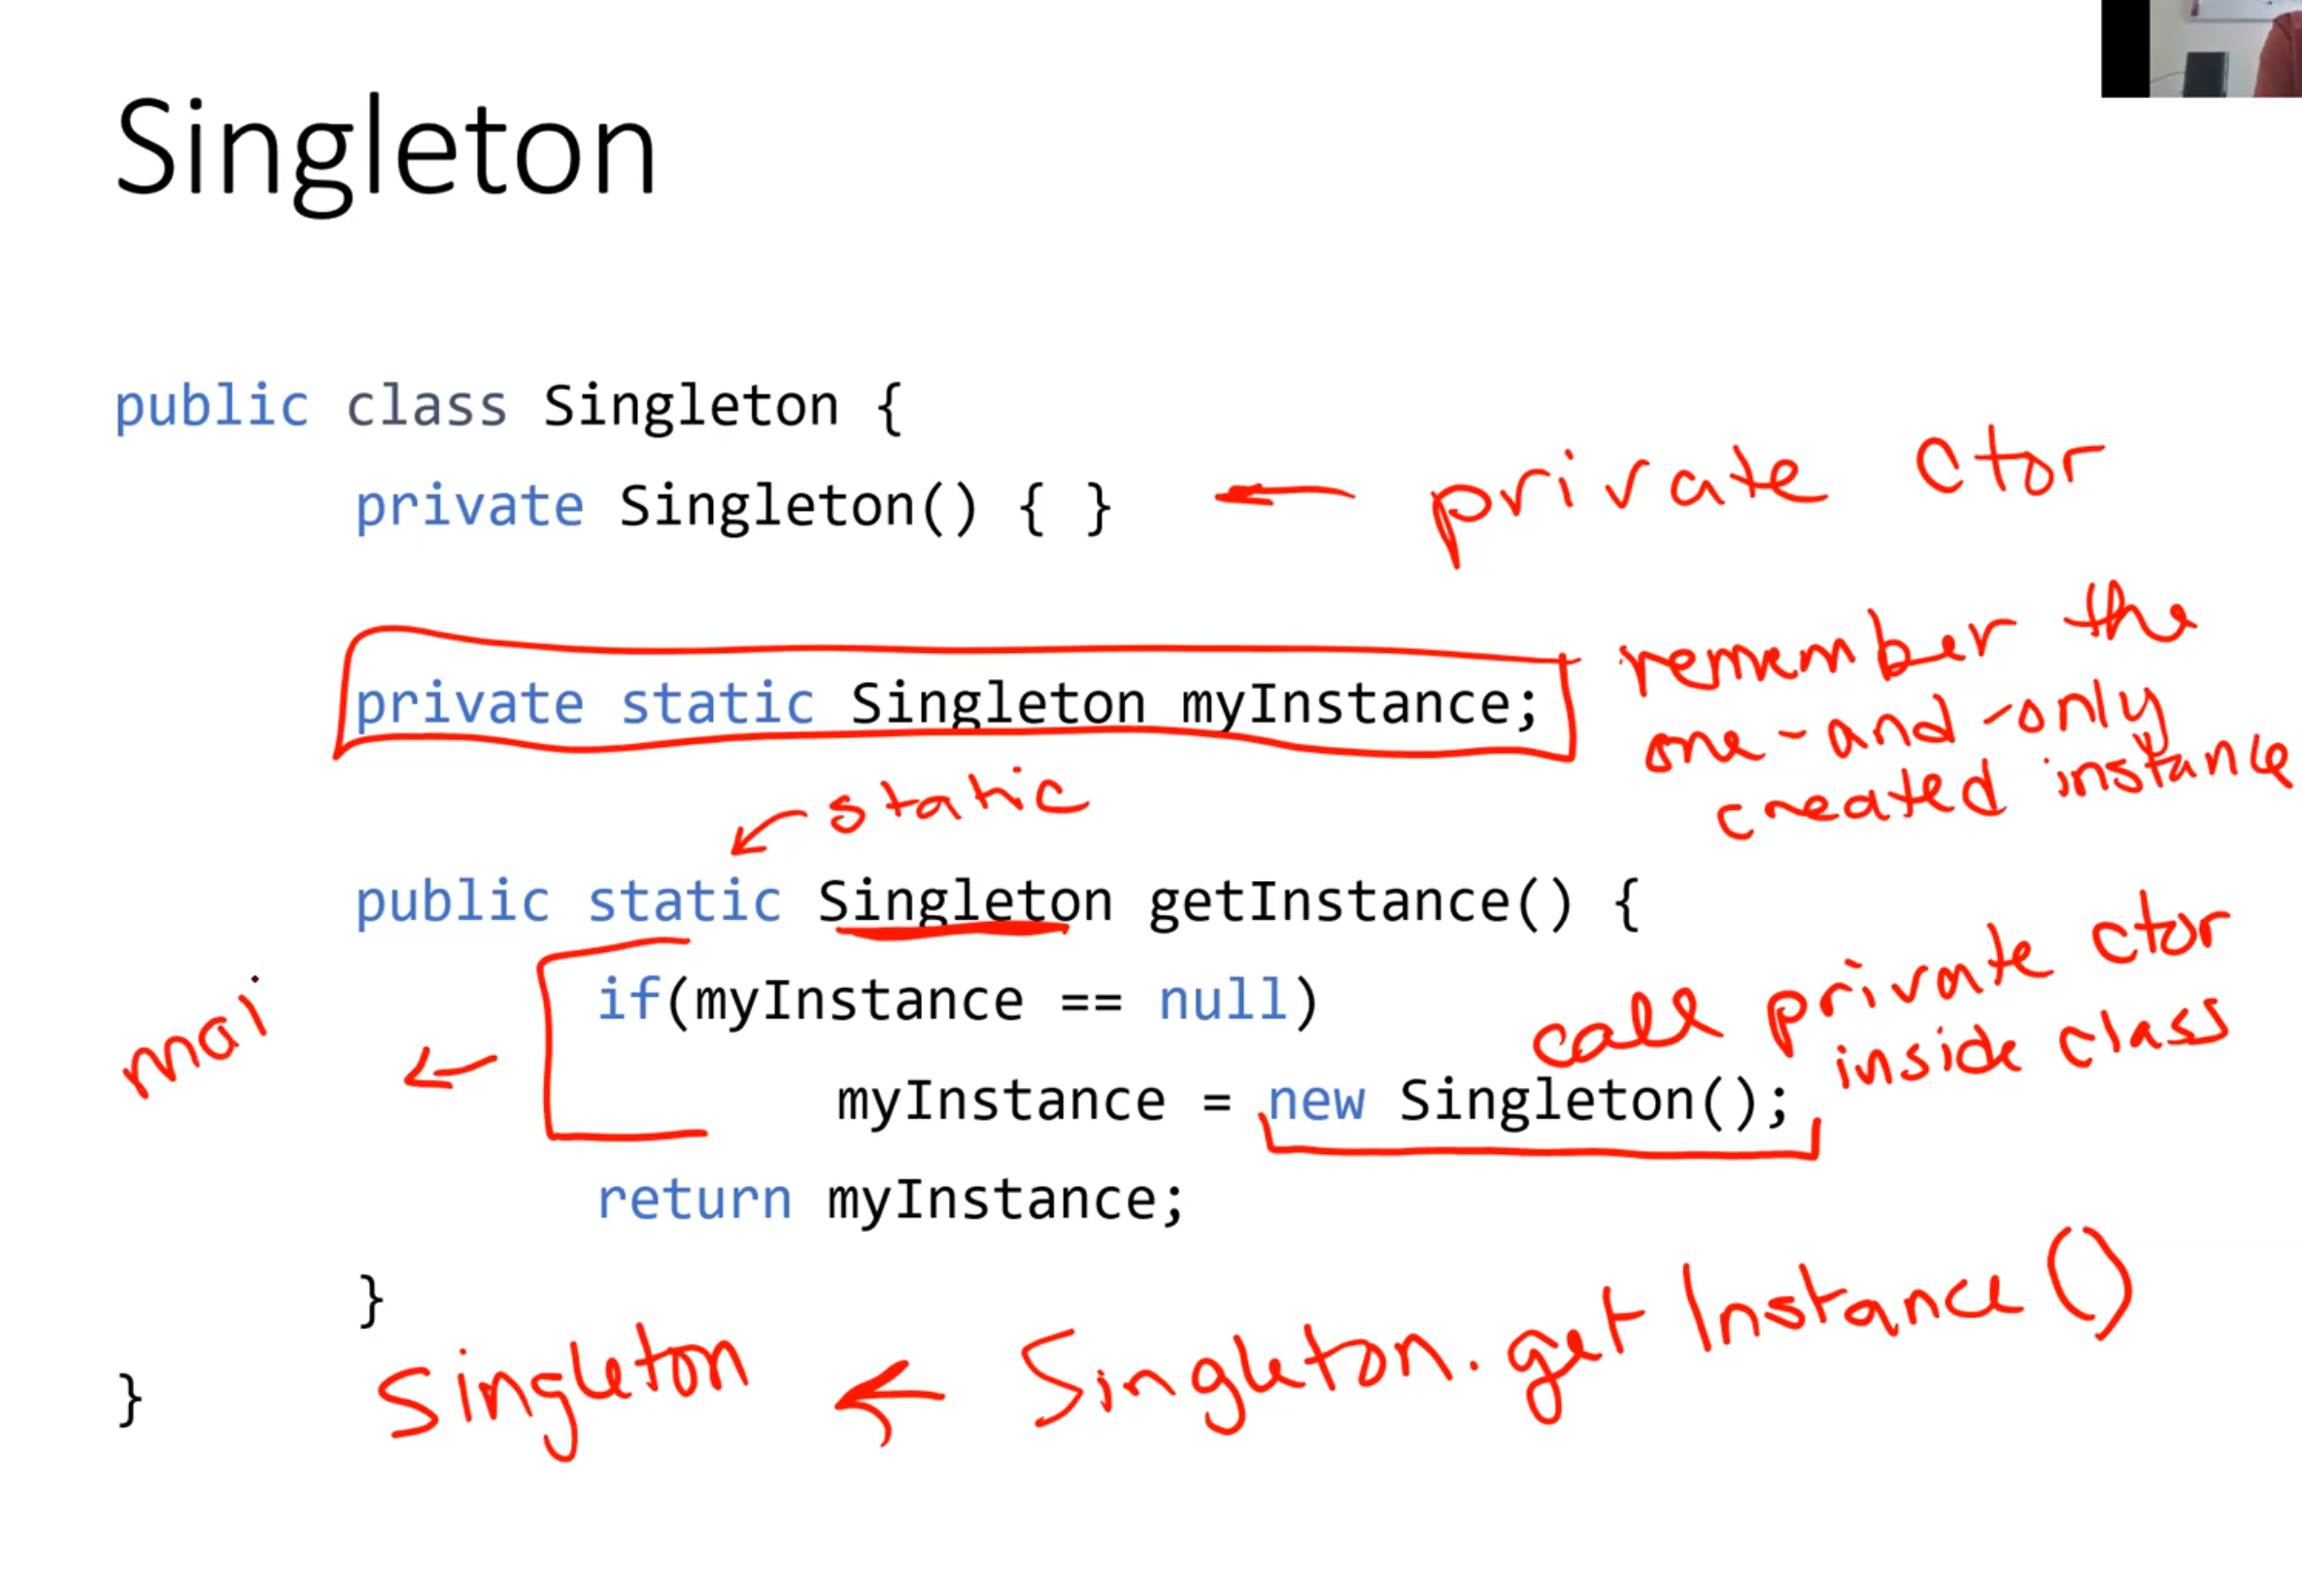 Singleton
public class Singleton {
private Singleton() { } ← private ctor
private static Singleton myInstance;
remember the
one-and-only
created instance
static
public static Singleton getInstance() {
if(myInstance == null)
call private ctor
inside class
mai
myInstance = new Singleton();
return myInstance;
}
}
Singleton ← Singleton.getInstance()